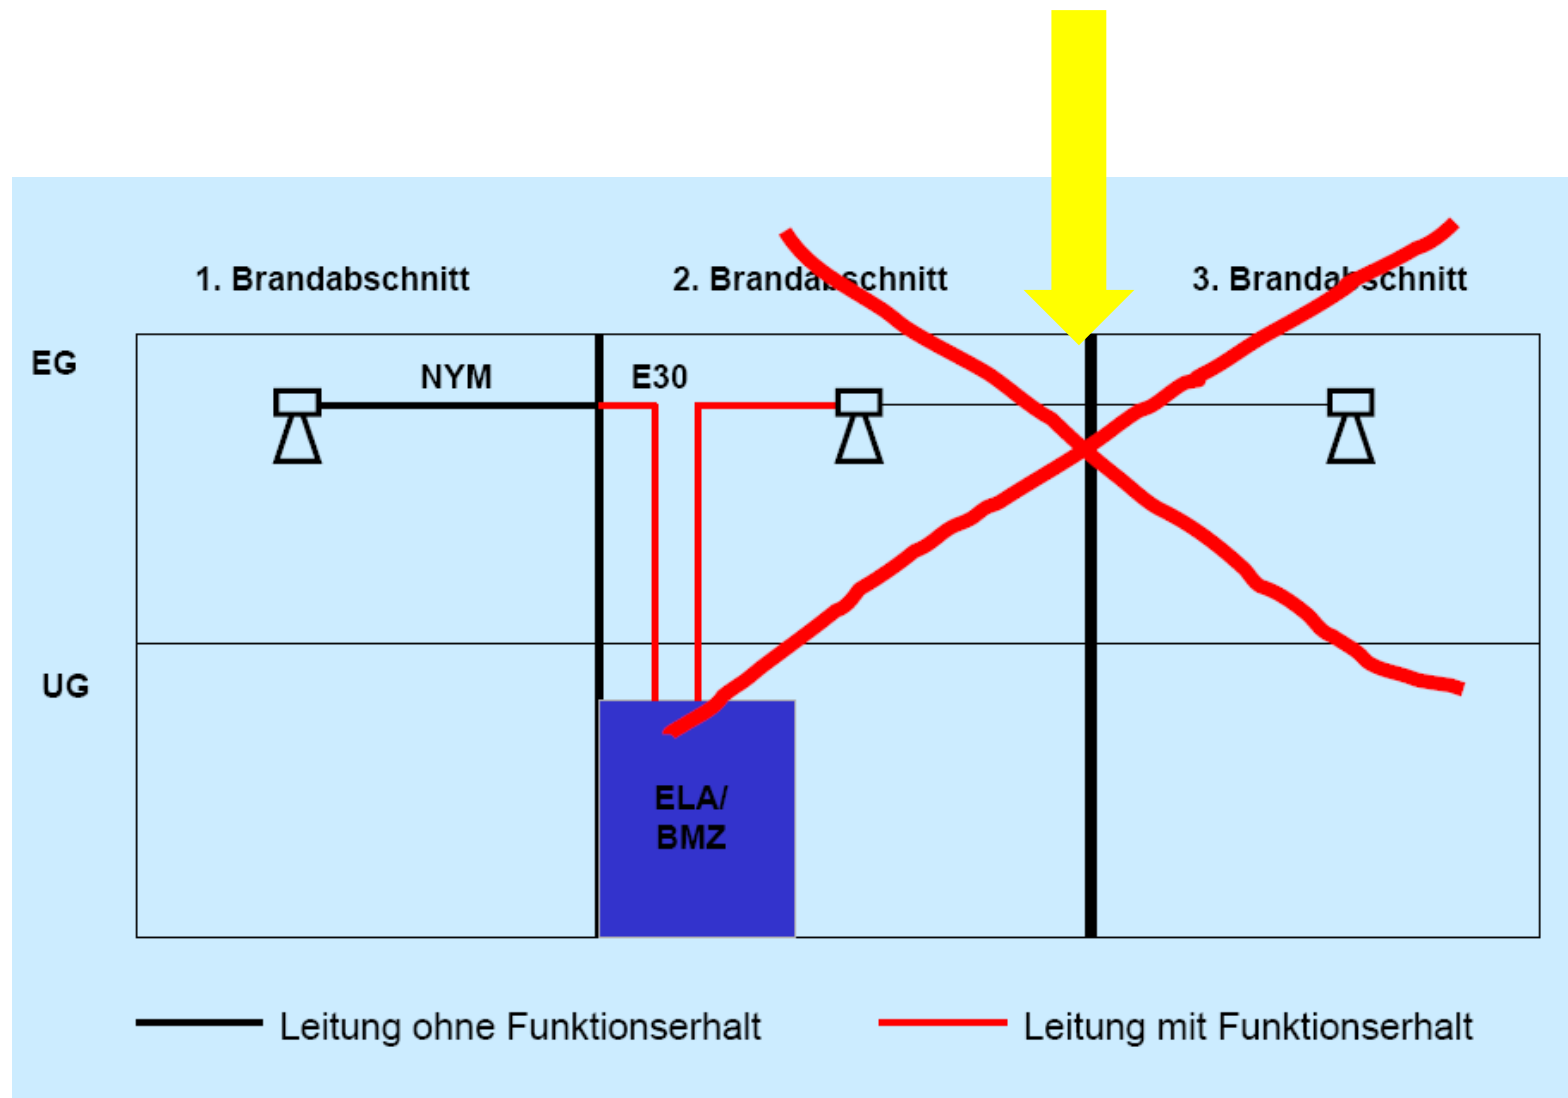 1. Brandabschnitt
2. Brandabschnitt
3. Brandabschnitt
EG
NYM
E30
UG
ELA/
BMZ
Leitung ohne Funktionserhalt
Leitung mit Funktionserhalt